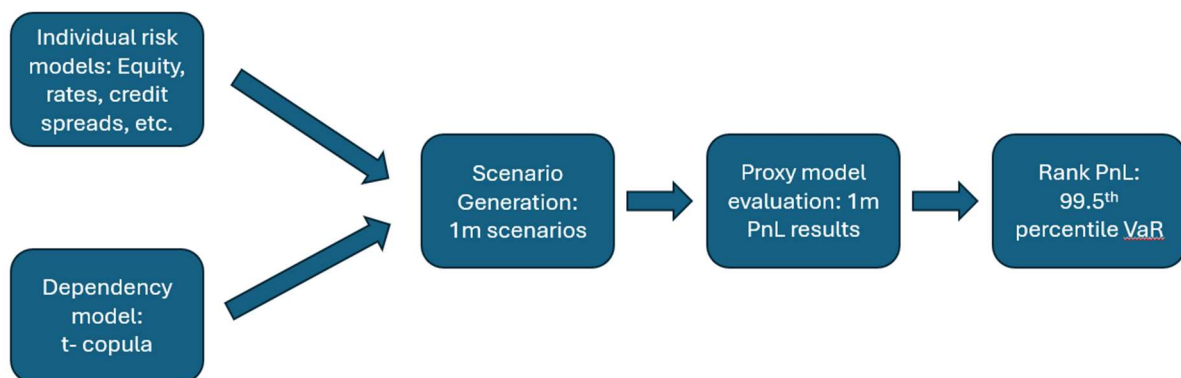 Individual risk
models: Equity,
rates, credit
spreads, etc.
Dependency
model:
t- copula
Scenario
Generation:
1m scenarios
Proxy model
evaluation: 1m
PnL results
Rank PnL:
99.5th
percentile VaR